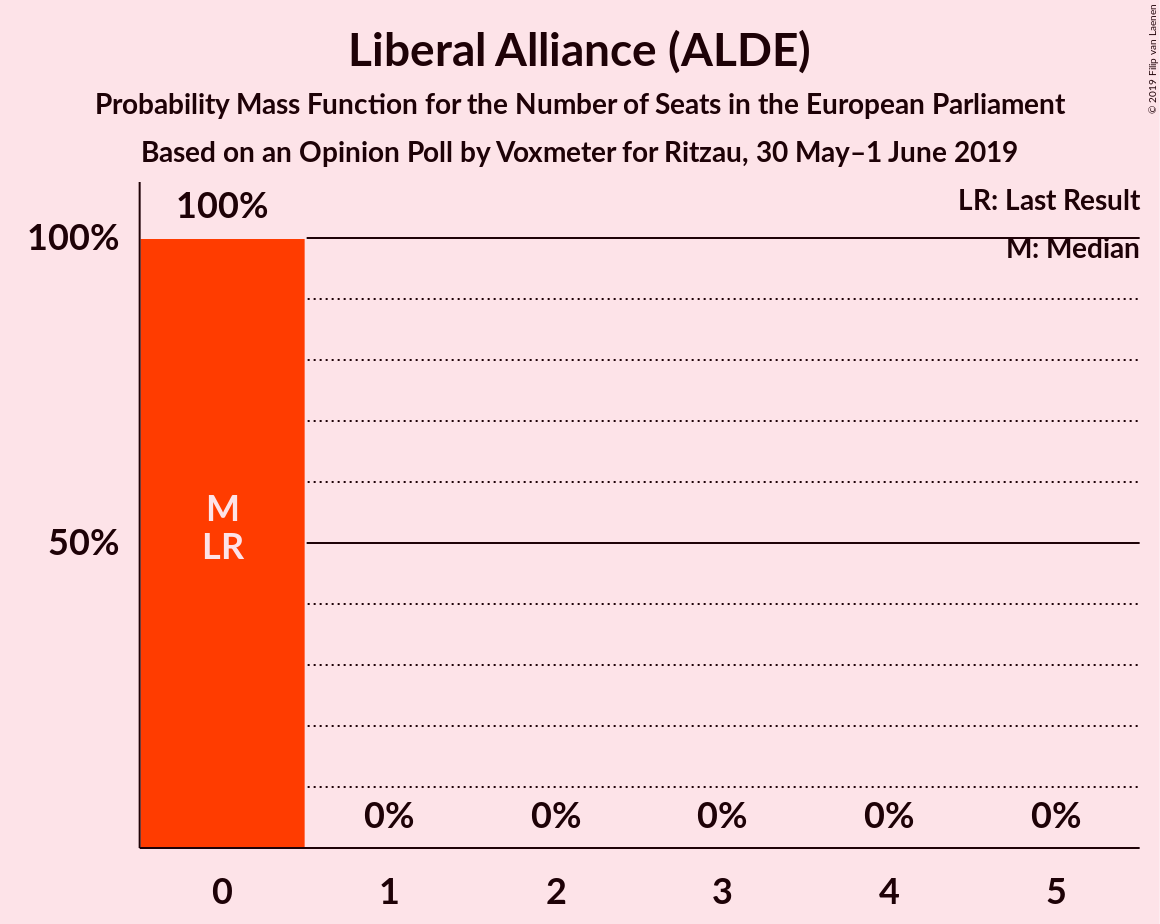 Liberal Alliance (ALDE)
Probability Mass Function for the Number of Seats in the European Parliament
Based on an Opinion Poll by Voxmeter for Ritzau, 30 May–1 June 2019
© 2019 Filip van Laenen
LR: Last Result
M: Median
100%
100%
M
LR
50%
0% 0% 0% 0% 0%
0 1 2 3 4 5